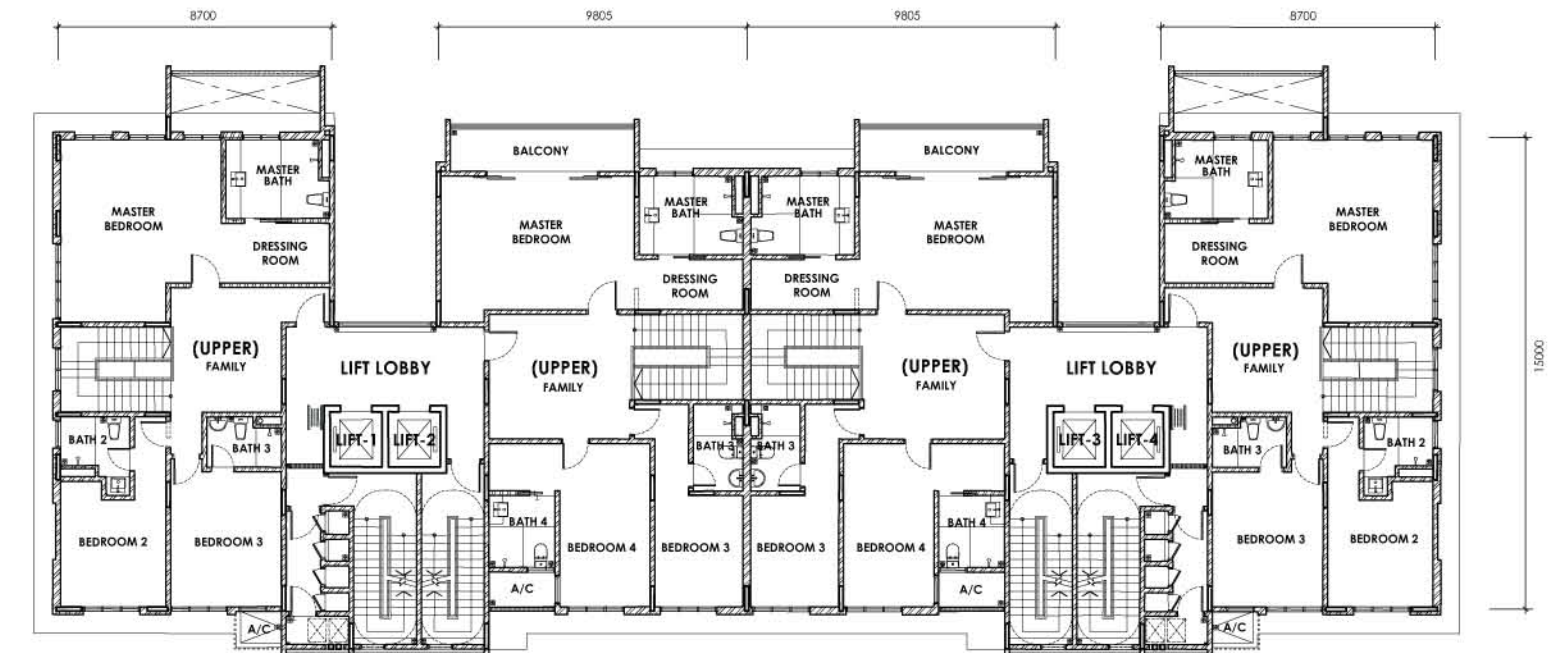 8700
9805
9805
8700
BALCONY
BALCONY
MASTER
BATH
MASTER
BATH
MASTER
BEDROOM
MASTER
BATH
MASTER
BATH
MASTER
BEDROOM
MASTER
BEDROOM
MASTER
BEDROOM
DRESSING
ROOM
DRESSING
ROOM
DRESSING
ROOM
DRESSING
ROOM
(UPPER)
FAMILY
LIFT LOBBY
(UPPER)
FAMILY
(UPPER)
FAMILY
LIFT LOBBY
(UPPER)
FAMILY
15000
BATH 2
BATH 3
LIFT-1
LIFT-2
BATH 3
BATH 3
LIFT-3
LIFT-4
BATH 3
BATH 2
BATH 4
BATH 4
BEDROOM 2
BEDROOM 3
BEDROOM 4
BEDROOM 3
BEDROOM 3
BEDROOM 4
BEDROOM 3
BEDROOM 2
A/C
A/C
A/C
A/C